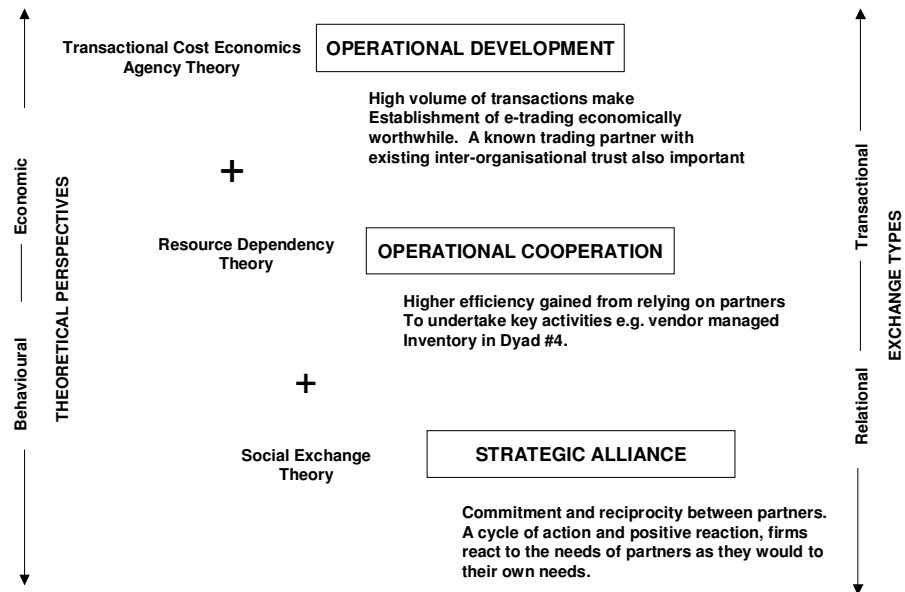 Transactional Cost Economics
Agency Theory
OPERATIONAL DEVELOPMENT
High volume of transactions make
Establishment of e-trading economically
worthwhile. A known trading partner with
existing inter-organisational trust also important
+
Resource Dependency
Theory
OPERATIONAL COOPERATION
Higher efficiency gained from relying on partners
To undertake key activities e.g. vendor managed
Inventory in Dyad #4.
+
Social Exchange
Theory
STRATEGIC ALLIANCE
Commitment and reciprocity between partners.
A cycle of action and positive reaction, firms
react to the needs of partners as they would to
their own needs.
Economic
Behavioural
THEORETICAL PERSPECTIVES
Transactional
Relational
EXCHANGE TYPES